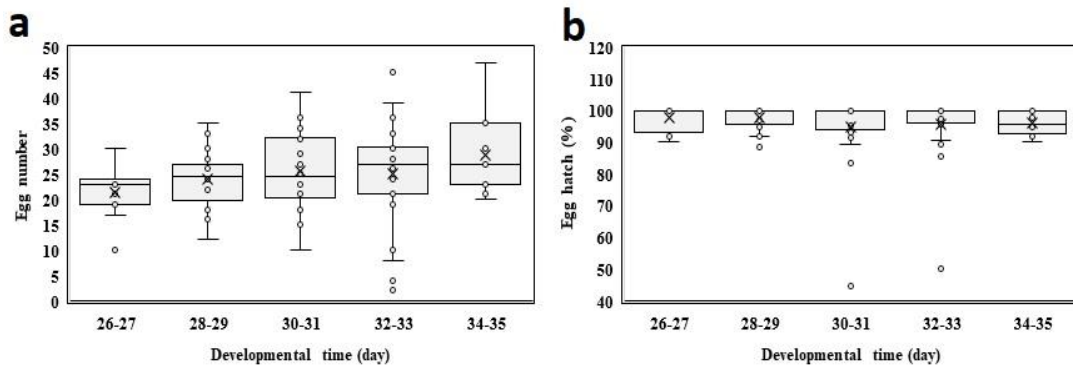 a
50
45
40
35
30
25
20
15
10
5
0
Egg number
26-27 28-29 30-31 32-33 34-35
Developmental time (day)
b
120
110
100
90
80
70
60
50
40
Egg hatch (%)
26-27 28-29 30-31 32-33 34-35
Developmental time (day)